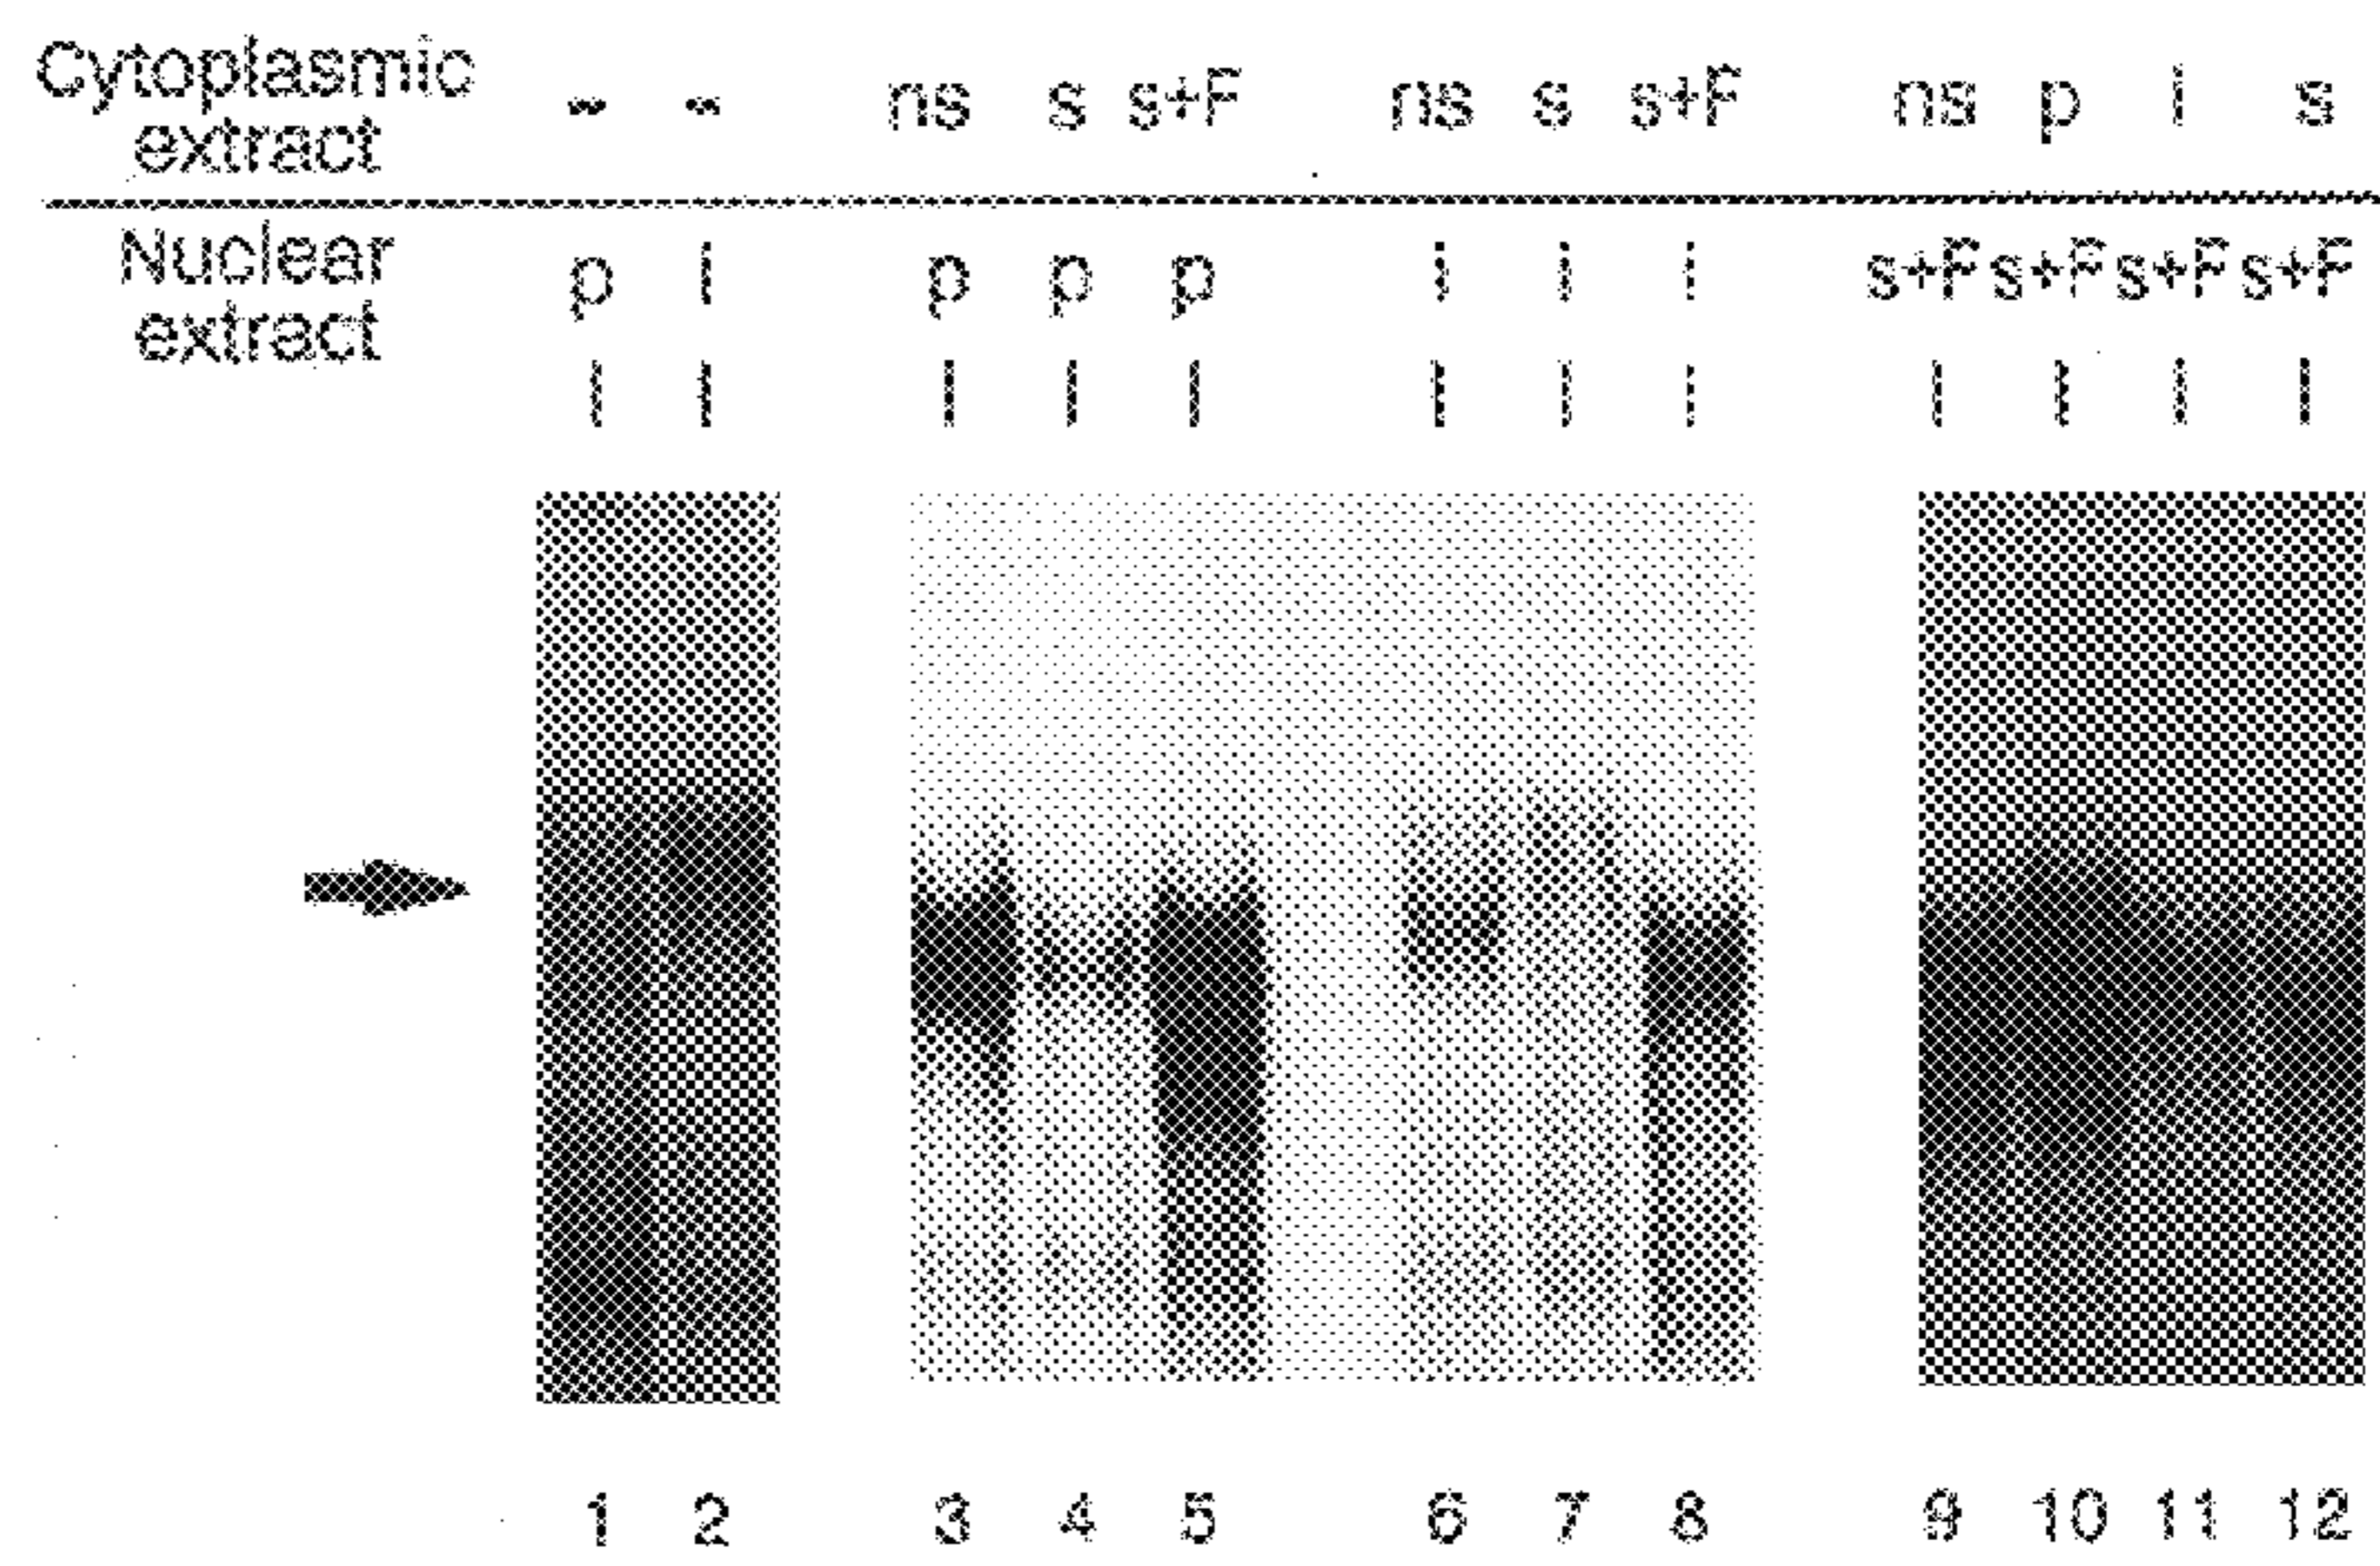 Cytoplasmic extract - - ns s s+F ns s s+F ns p i s
Nuclear extract p i p p p i i i s+F s+F s+F s+F
1 2 3 4 5 6 7 8 9 10 11 12